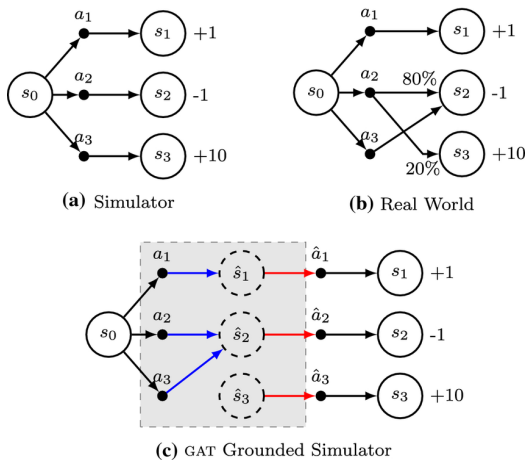 a₁ s₁ +1
s₀ a₂ s₂ -1
a₃ s₃ +10
(a) Simulator
a₁ s₁ +1
s₀ a₂ 80% s₂ -1
a₃ 20% s₃ +10
(b) Real World
a₁ ŝ₁ â₁ s₁ +1
s₀ a₂ ŝ₂ â₂ s₂ -1
a₃ ŝ₃ â₃ s₃ +10
(c) GAT Grounded Simulator